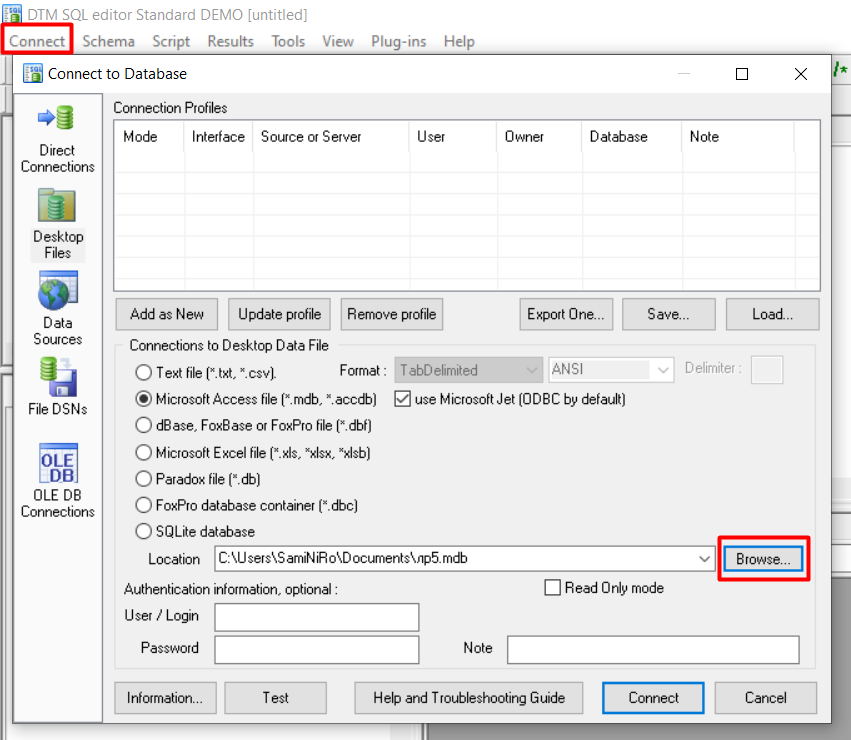 DTM SQL editor Standard DEMO [untitled]
Connect Schema Script Results Tools View Plug-ins Help
/*
Connect to Database
Direct
Connections
Desktop
Files
Data
Sources
File DSNs
OLE DB
OLE DB
Connections
Connection Profiles
Mode Interface Source or Server User Owner Database Note
Add as New Update profile Remove profile Export One... Save... Load...
Connections to Desktop Data File
Text file (*.txt, *.csv). Format : TabDelimited ANSI Delimiter :
Microsoft Access file (*.mdb, *.accdb) use Microsoft Jet (ODBC by default)
dBase, FoxBase or FoxPro file (*.dbf)
Microsoft Excel file (*.xls, *xlsx, *xlsb)
Paradox file (*.db)
FoxPro database container (*.dbc)
SQLite database
Location C:\Users\SamiNiRo\Documents\лр5.mdb Browse...
Authentication information, optional : Read Only mode
User / Login
Password Note
Information... Test Help and Troubleshooting Guide Connect Cancel